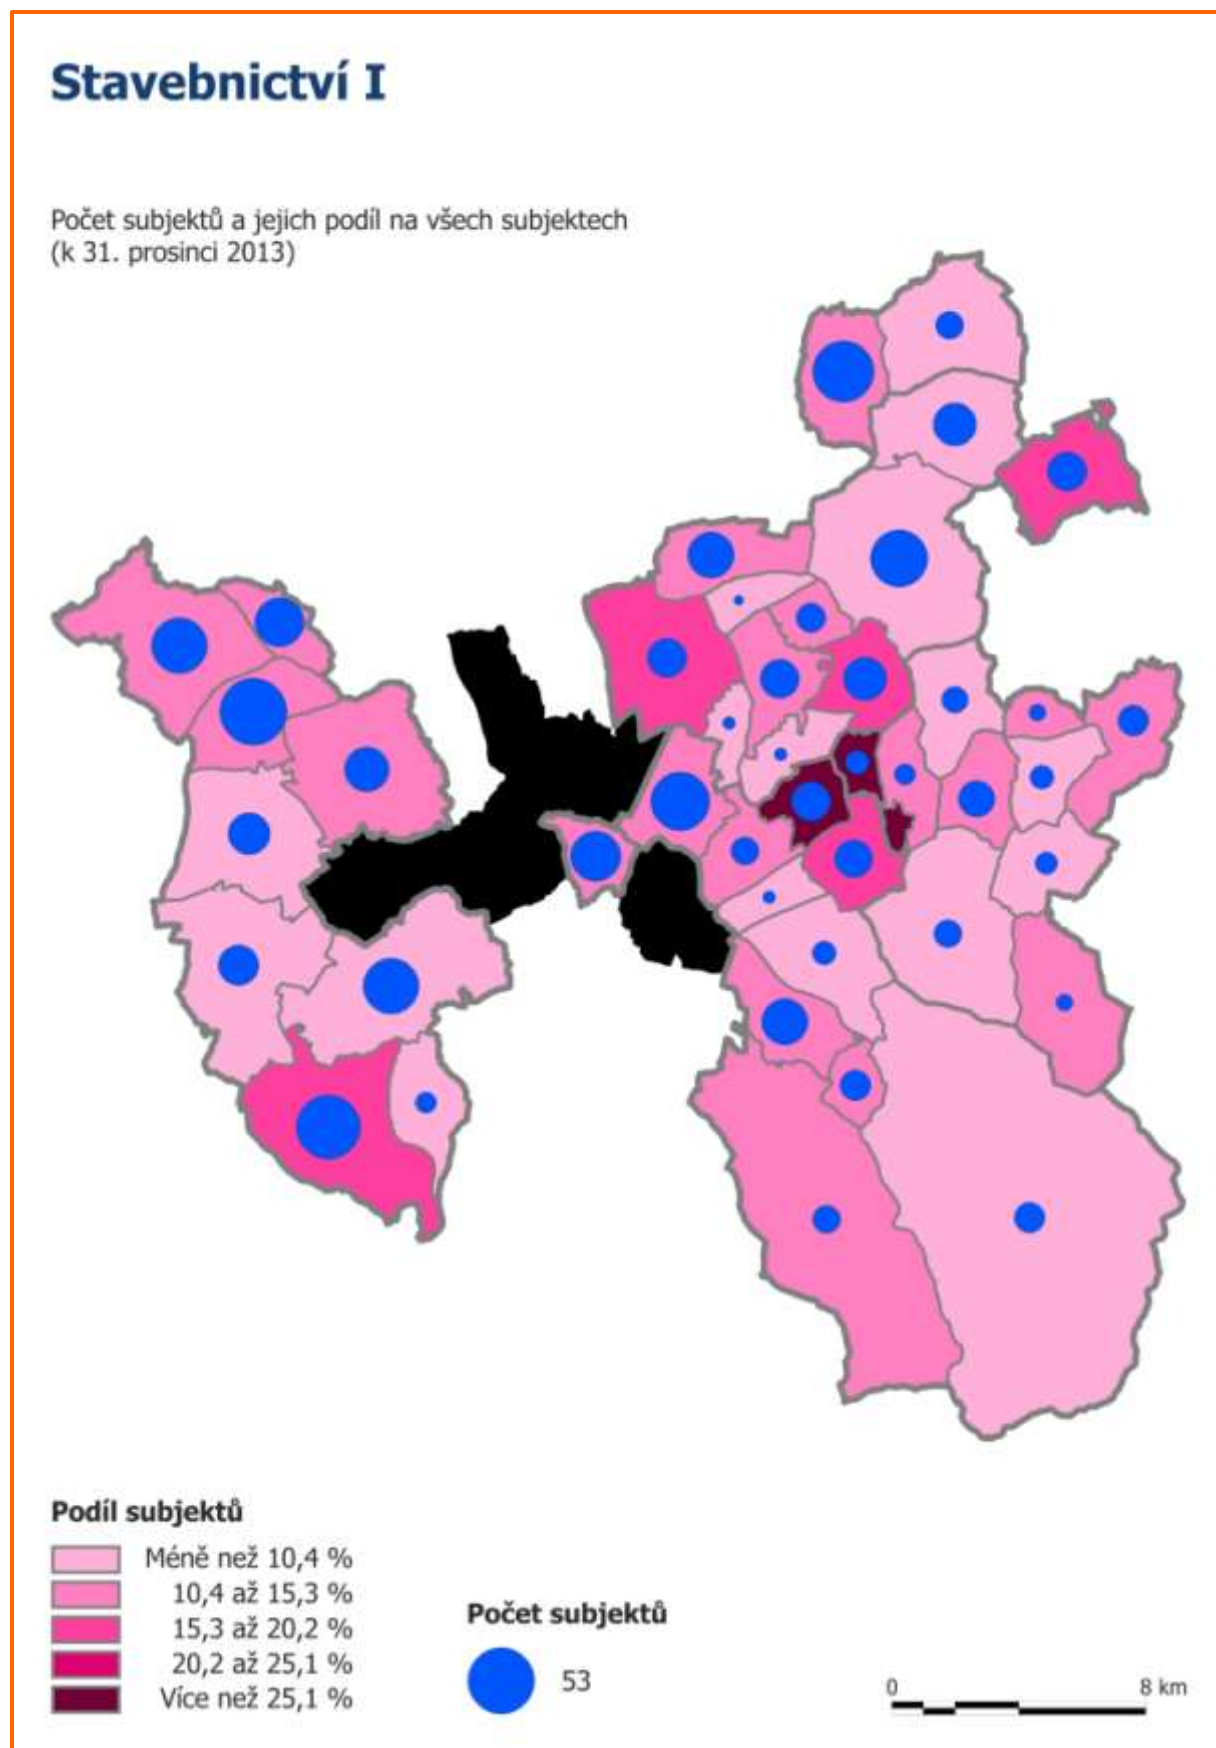 Stavebnictví I
Počet subjektů a jejich podíl na všech subjektech
(k 31. prosinci 2013)
Podíl subjektů
Méně než 10,4 %
10,4 až 15,3 %
15,3 až 20,2 %
20,2 až 25,1 %
Více než 25,1 %
Počet subjektů
53
0 8 km